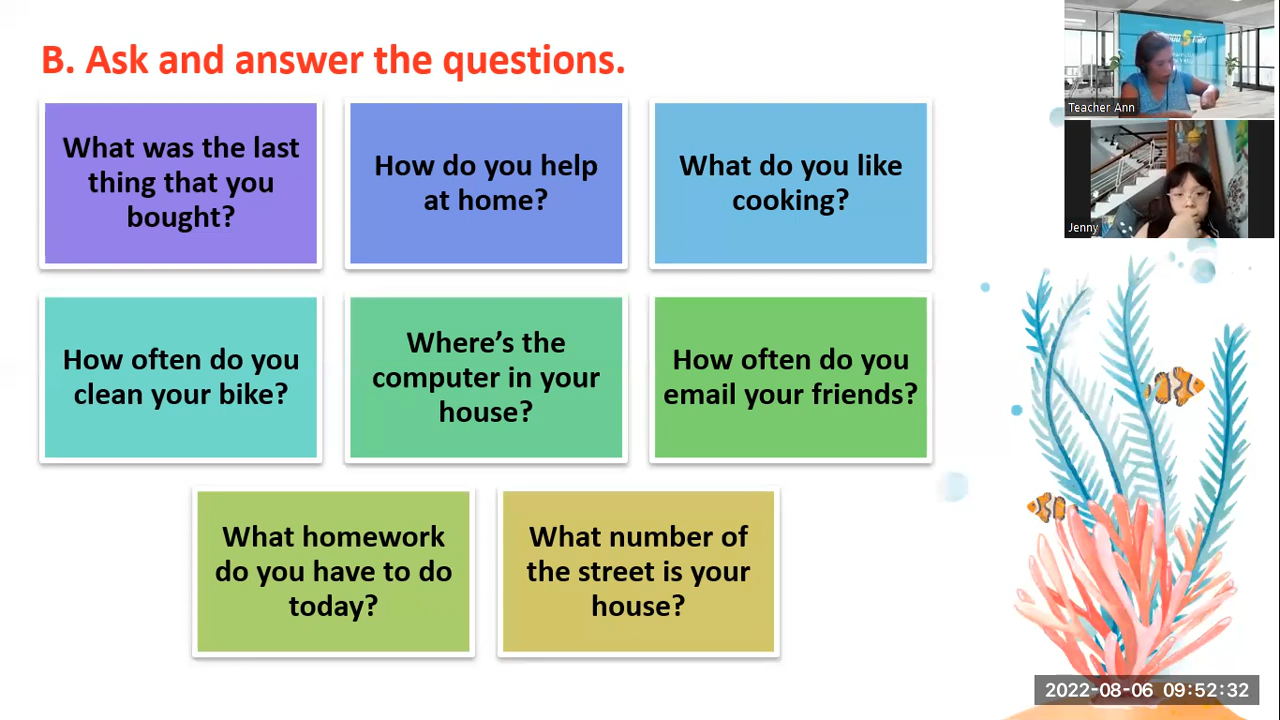 B. Ask and answer the questions.
What was the last
thing that you
bought?
How do you help
at home?
What do you like
cooking?
How often do you
clean your bike?
Where’s the
computer in your
house?
How often do you
email your friends?
What homework
do you have to do
today?
What number of
the street is your
house?
Teacher Ann
Jenny
2022-08-06 09:52:32